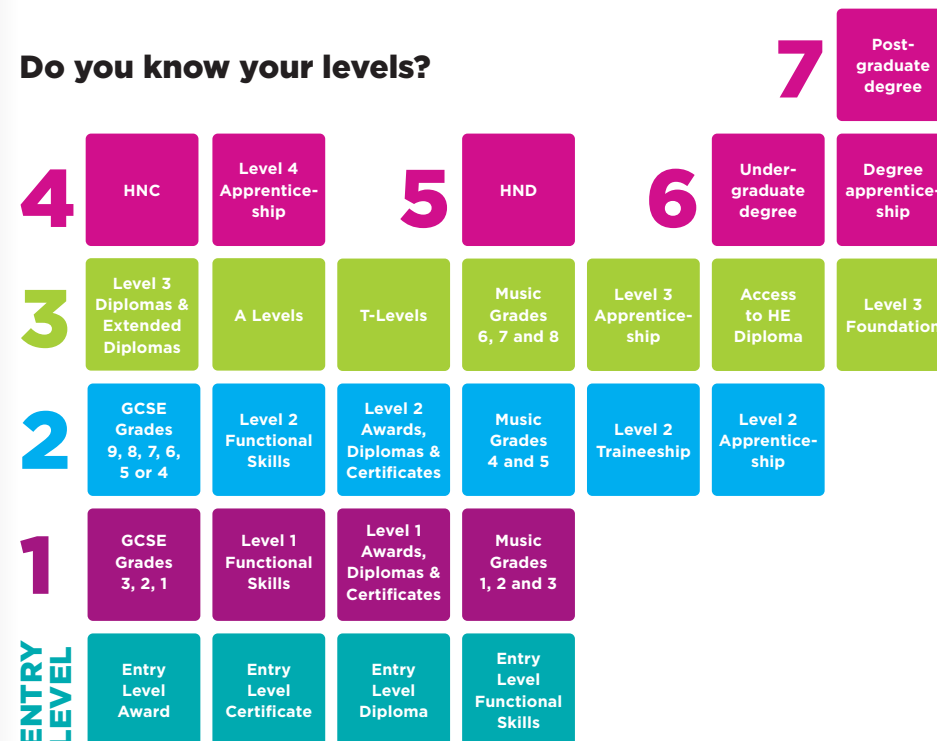 Do you know your levels?
7
Post-
graduate
degree
4
HNC
Level 4
Apprentice-
ship
5
HND
6
Under-
graduate
degree
Degree
apprentice-
ship
3
Level 3
Diplomas &
Extended
Diplomas
A Levels
T-Levels
Music
Grades
6, 7 and 8
Level 3
Apprentice-
ship
Access
to HE
Diploma
Level 3
Foundation
2
GCSE
Grades
9, 8, 7, 6,
5 or 4
Level 2
Functional
Skills
Level 2
Awards,
Diplomas &
Certificates
Music
Grades
4 and 5
Level 2
Traineeship
Level 2
Apprentice-
ship
1
GCSE
Grades
3, 2, 1
Level 1
Functional
Skills
Level 1
Awards,
Diplomas &
Certificates
Music
Grades
1, 2 and 3
ENTRY
LEVEL
Entry
Level
Award
Entry
Level
Certificate
Entry
Level
Diploma
Entry
Level
Functional
Skills